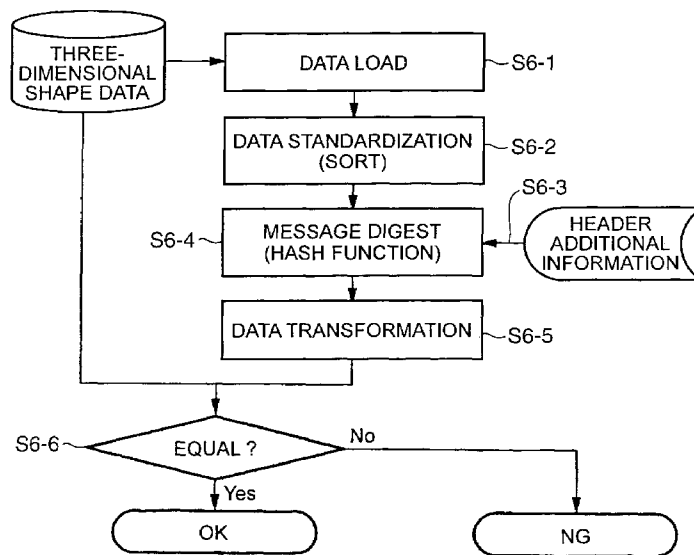 THREE-
DIMENSIONAL
SHAPE DATA
DATA LOAD
S6-1
DATA STANDARDIZATION
(SORT)
S6-2
S6-3
S6-4
MESSAGE DIGEST
(HASH FUNCTION)
HEADER
ADDITIONAL
INFORMATION
DATA TRANSFORMATION
S6-5
S6-6
EQUAL ?
No
Yes
OK
NG